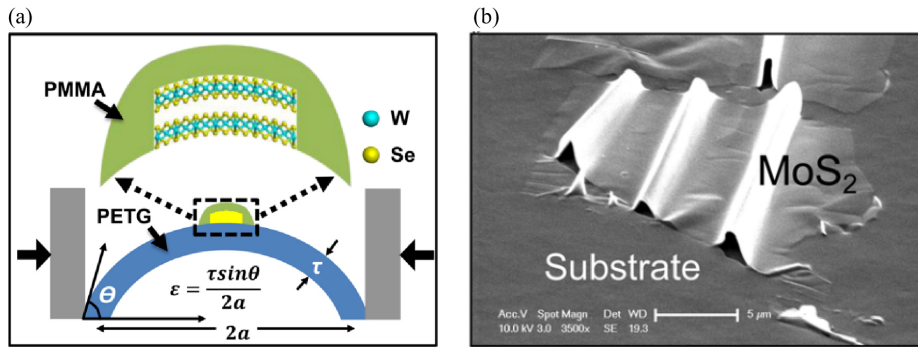 (a)
(b)
PMMA
W
Se
PETG
τ
θ
ε = τsinθ / 2a
2a
MoS₂
Substrate
Acc.V Spot Magn Det WD
10.0 kV 3.0 3500x SE 19.3
5 μm